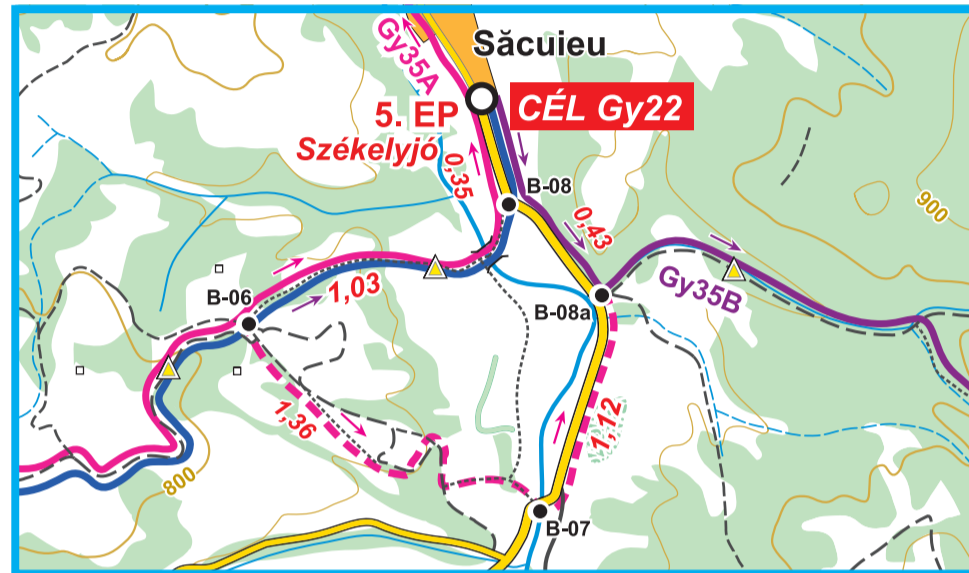 Gy35A
Săcuieu
5. EP
CÉL Gy22
Székelyjó
0,35
B-08
0,43
900
B-06
1,03
B-08a
Gy35B
1,36
1,12
800
B-07